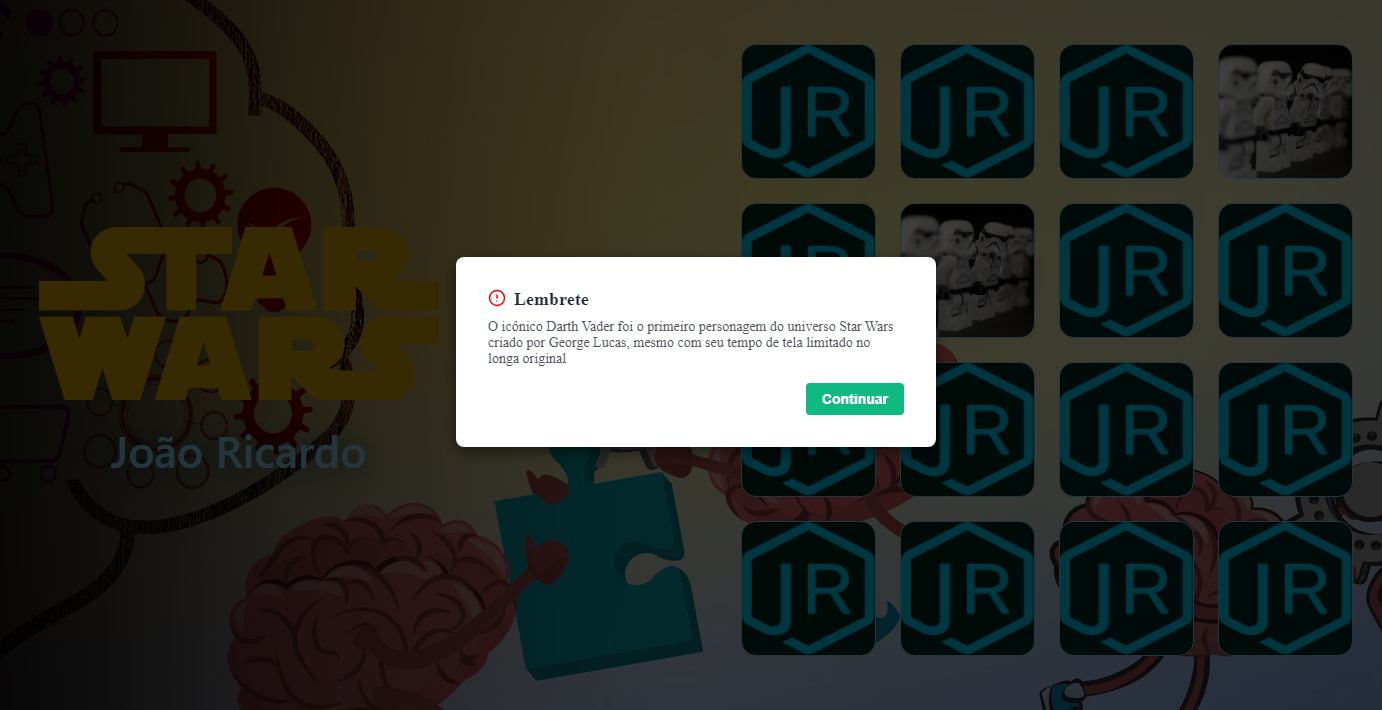 STAR
WARS
João Ricardo
JR JR JR
JR JR JR
JR JR JR JR
JR JR JR JR
Lembrete
O icônico Darth Vader foi o primeiro personagem do universo Star Wars
criado por George Lucas, mesmo com seu tempo de tela limitado no
longa original
Continuar